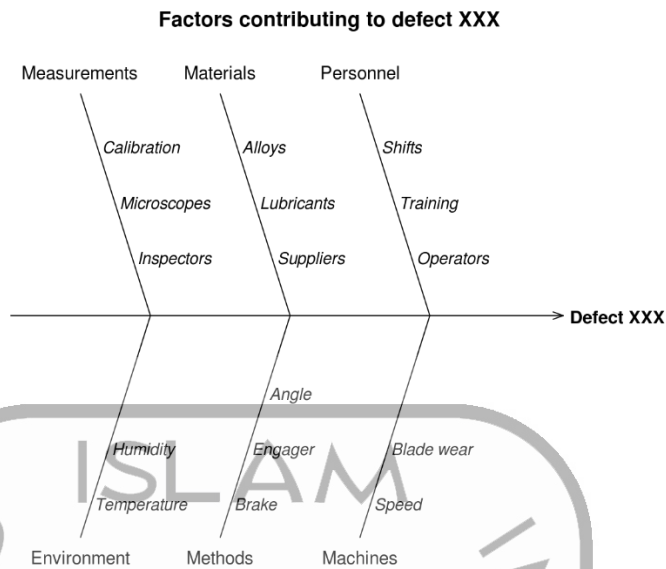 Factors contributing to defect XXX
Measurements Materials Personnel
Calibration Alloys Shifts
Microscopes Lubricants Training
Inspectors Suppliers Operators
Defect XXX
Angle
Humidity Engager Blade wear
ISLAM
Temperature Brake Speed
Environment Methods Machines